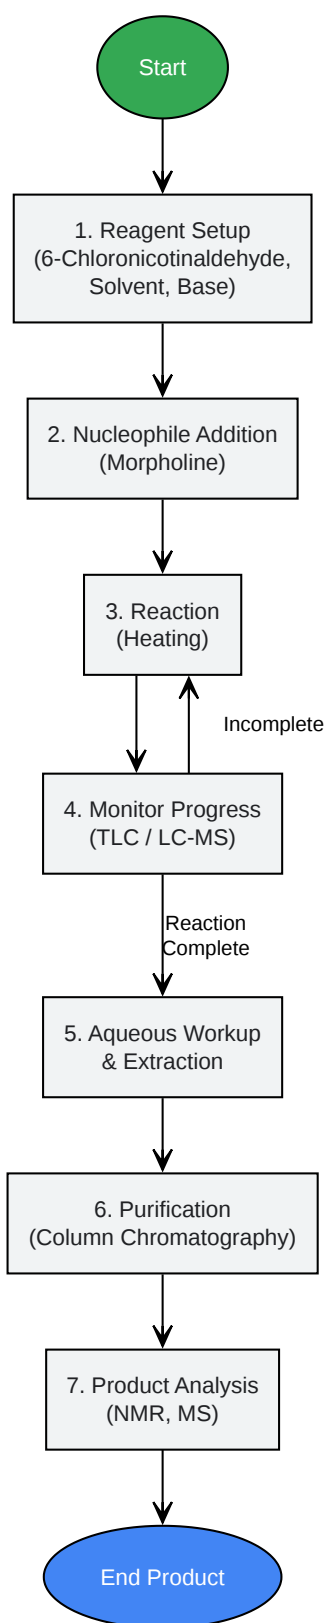 Start
1. Reagent Setup
(6-Chloronicotinaldehyde,
Solvent, Base)
2. Nucleophile Addition
(Morpholine)
3. Reaction
(Heating)
Incomplete
4. Monitor Progress
(TLC / LC-MS)
Reaction
Complete
5. Aqueous Workup
& Extraction
6. Purification
(Column Chromatography)
7. Product Analysis
(NMR, MS)
End Product